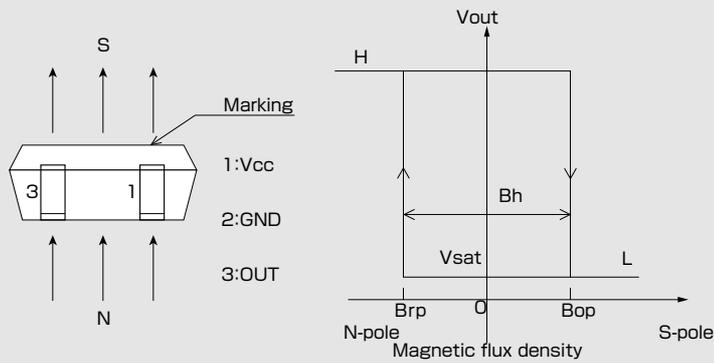 S
Marking
3
1
1:Vcc
2:GND
3:OUT
N
Vout
H
Bh
Vsat
L
Brp
0
Bop
N-pole
S-pole
Magnetic flux density